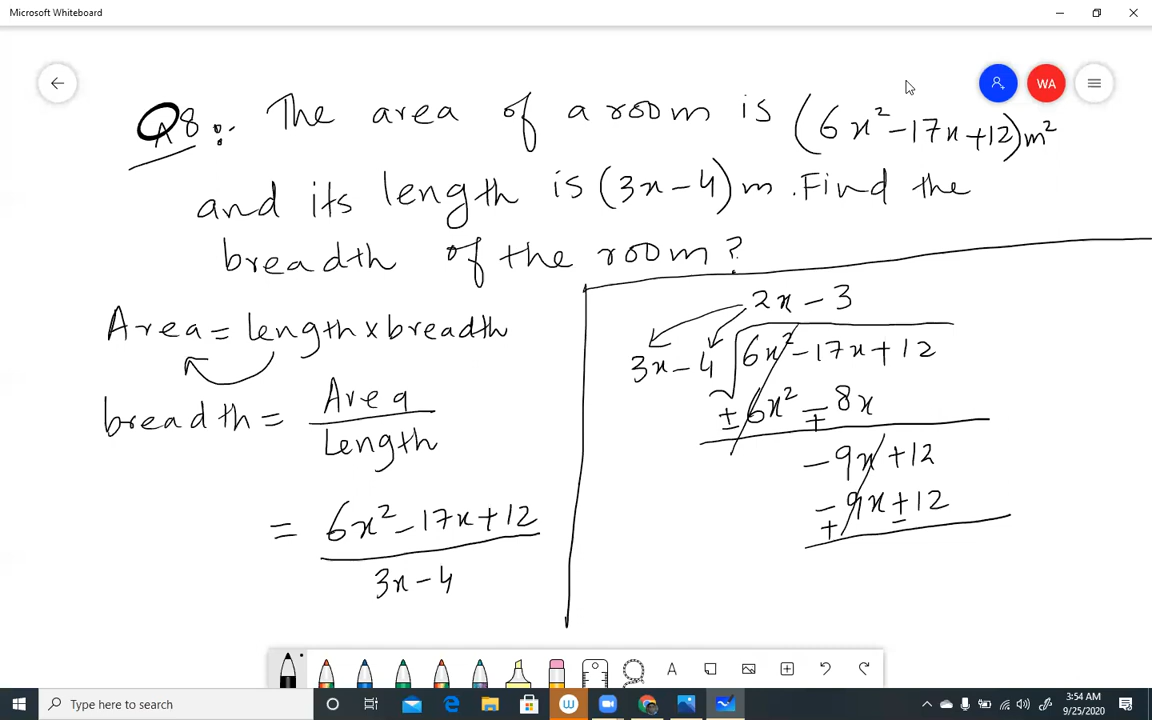 Microsoft Whiteboard
WA
Q8:- The area of a room is (6x²-17x+12)m²
and its length is (3x-4)m. Find the
breadth of the room?
Area = length x breadth
breadth = Area
Length
= 6x²-17x+12
3x-4
2x-3
3x-4 √6x²-17x+12
±6x² ∓8x
-9x+12
-9x+12
+ -
A
Type here to search
3:54 AM
9/25/2020